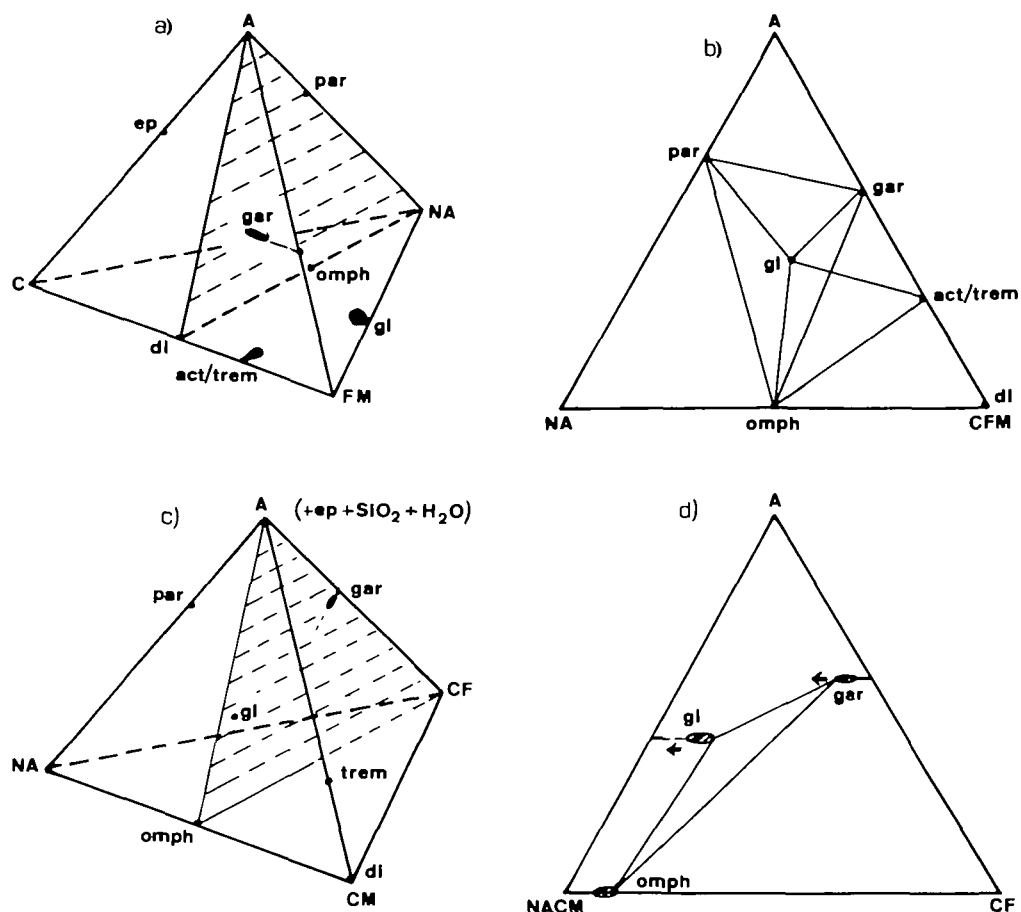 a)
A
par
ep
NA
gar
omph
C
gl
di
act/trem
FM
b)
A
par
gar
gl
act/trem
di
NA
omph
CFM
c)
A
(+ep+SiO₂+H₂O)
par
gar
CF
gl
NA
trem
omph
di
CM
d)
A
gar
gl
omph
NACM
CF